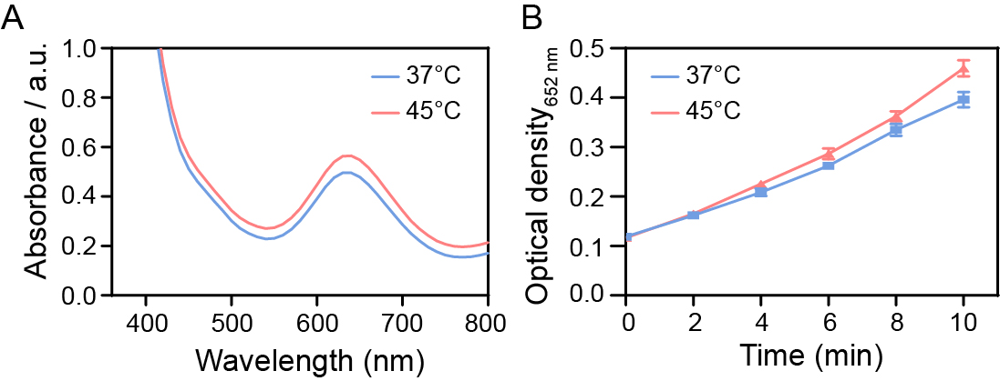 A
Absorbance / a.u.
1.0
0.8
0.6
0.4
0.2
0.0
37°C
45°C
400 500 600 700 800
Wavelength (nm)
B
Optical density652 nm
0.5
0.4
0.3
0.2
0.1
0.0
37°C
45°C
0 2 4 6 8 10
Time (min)